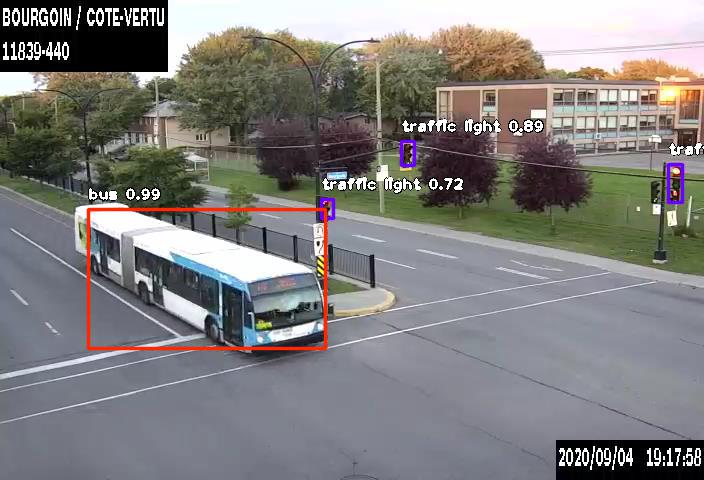 BOURGOIN / COTE-VERTU
11839-440
traffic light 0.89
traf
traffic light 0.72
bus 0.99
2020/09/04 19:17:58